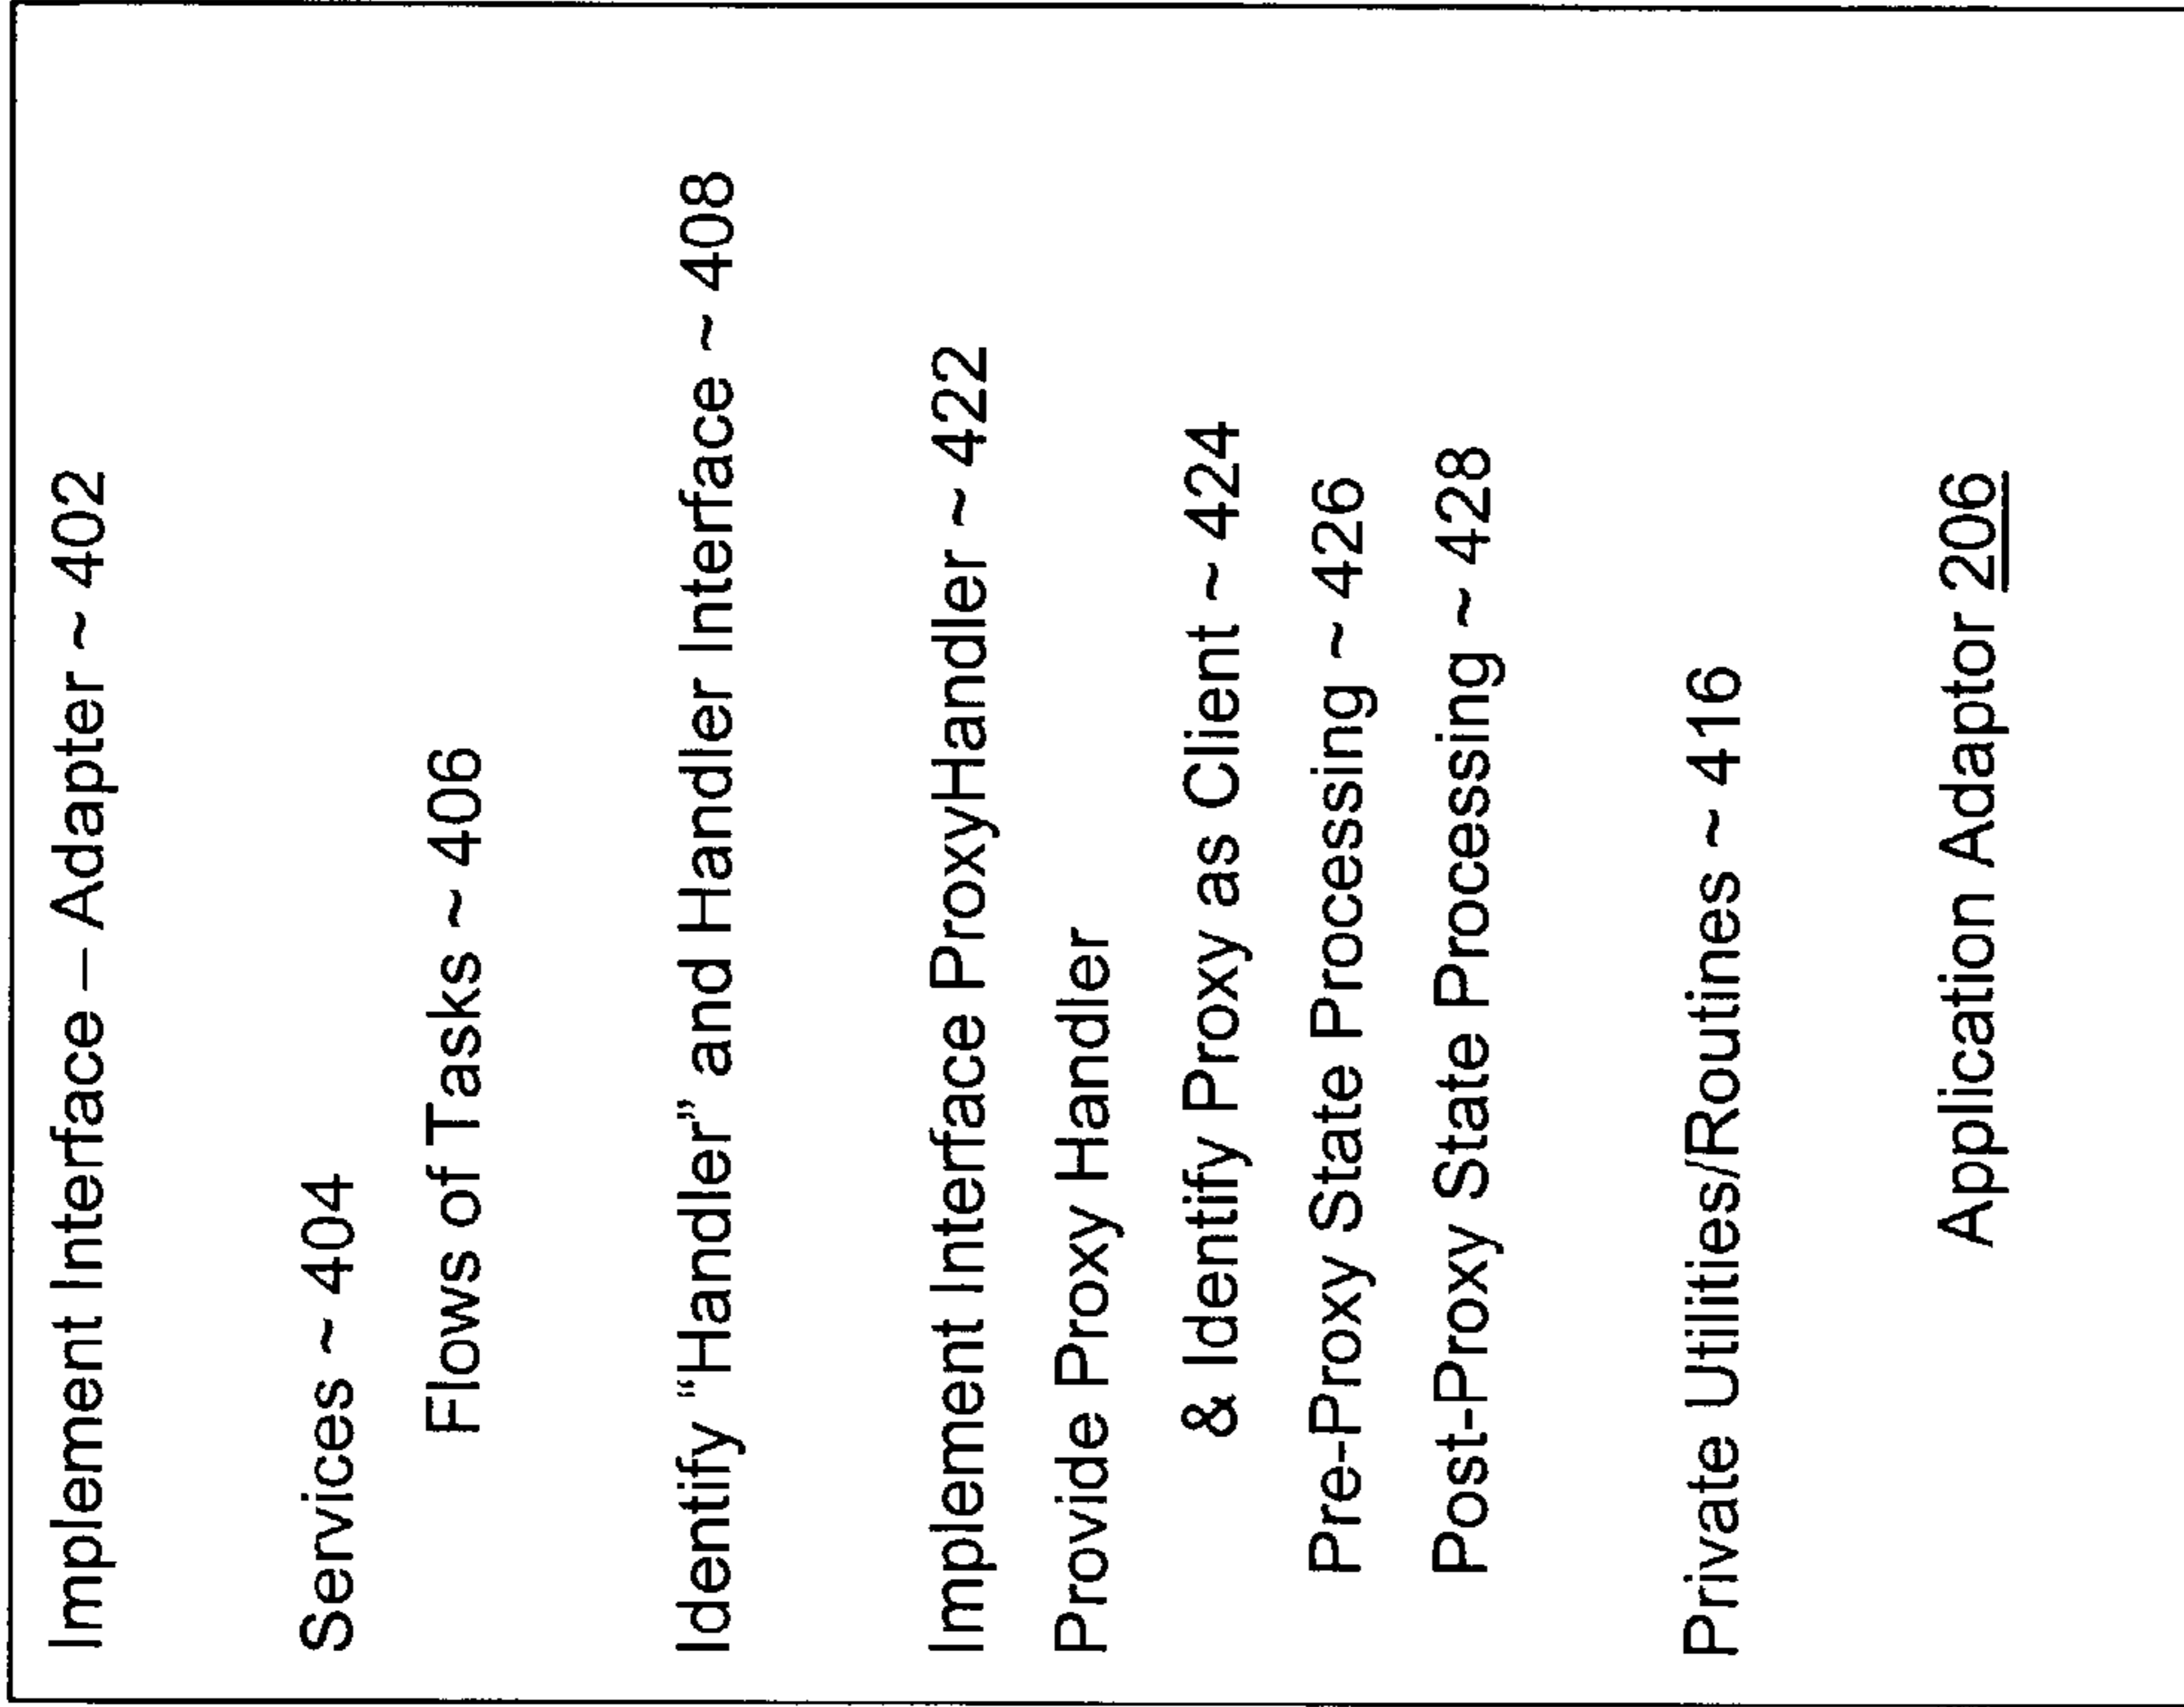 Implement Interface – Adapter ~ 402
Services ~ 404
Flows of Tasks ~ 406
Identify “Handler” and Handler Interface ~ 408
Implement Interface ProxyHandler ~ 422
Provide Proxy Handler
& Identify Proxy as Client ~ 424
Pre-Proxy State Processing ~ 426
Post-Proxy State Processing ~ 428
Private Utilities/Routines ~ 416
Application Adaptor 206